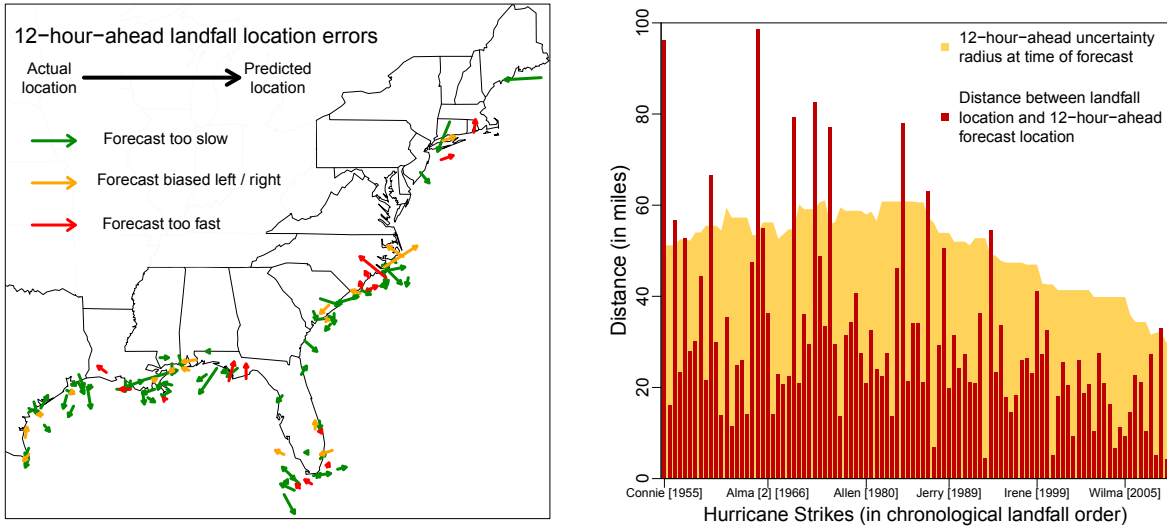 12−hour−ahead landfall location errors
Actual
location
Predicted
location
Forecast too slow
Forecast biased left / right
Forecast too fast
Distance (in miles)
100
80
60
40
20
0
12−hour−ahead uncertainty
radius at time of forecast
Distance between landfall
location and 12−hour−ahead
forecast location
Connie [1955]
Alma [2] [1966]
Allen [1980]
Jerry [1989]
Irene [1999]
Wilma [2005]
Hurricane Strikes (in chronological landfall order)